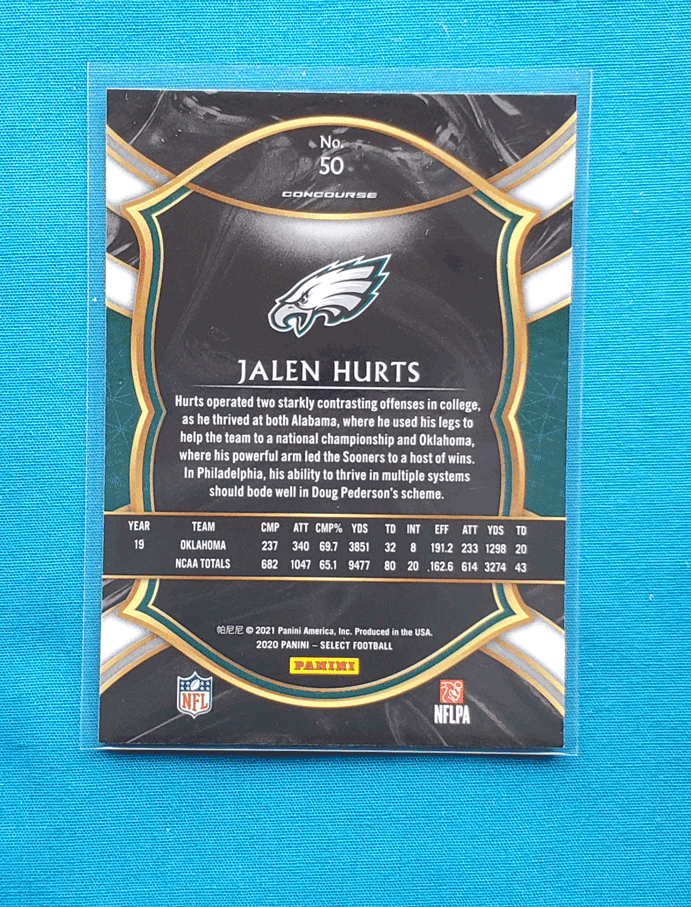 No.
50
CONCOURSE
JALEN HURTS
Hurts operated two starkly contrasting offenses in college,
as he thrived at both Alabama, where he used his legs to
help the team to a national championship and Oklahoma,
where his powerful arm led the Sooners to a host of wins.
In Philadelphia, his ability to thrive in multiple systems
should bode well in Doug Pederson's scheme.
YEAR TEAM CMP ATT CMP% YDS TD INT EFF ATT YDS TD
19 OKLAHOMA 237 340 69.7 3851 32 8 191.2 233 1298 20
NCAA TOTALS 682 1047 65.1 9477 80 20 162.6 614 3274 43
帕尼尼 © 2021 Panini America, Inc. Produced in the USA.
2020 PANINI – SELECT FOOTBALL
PANINI
NFL
NFLPA